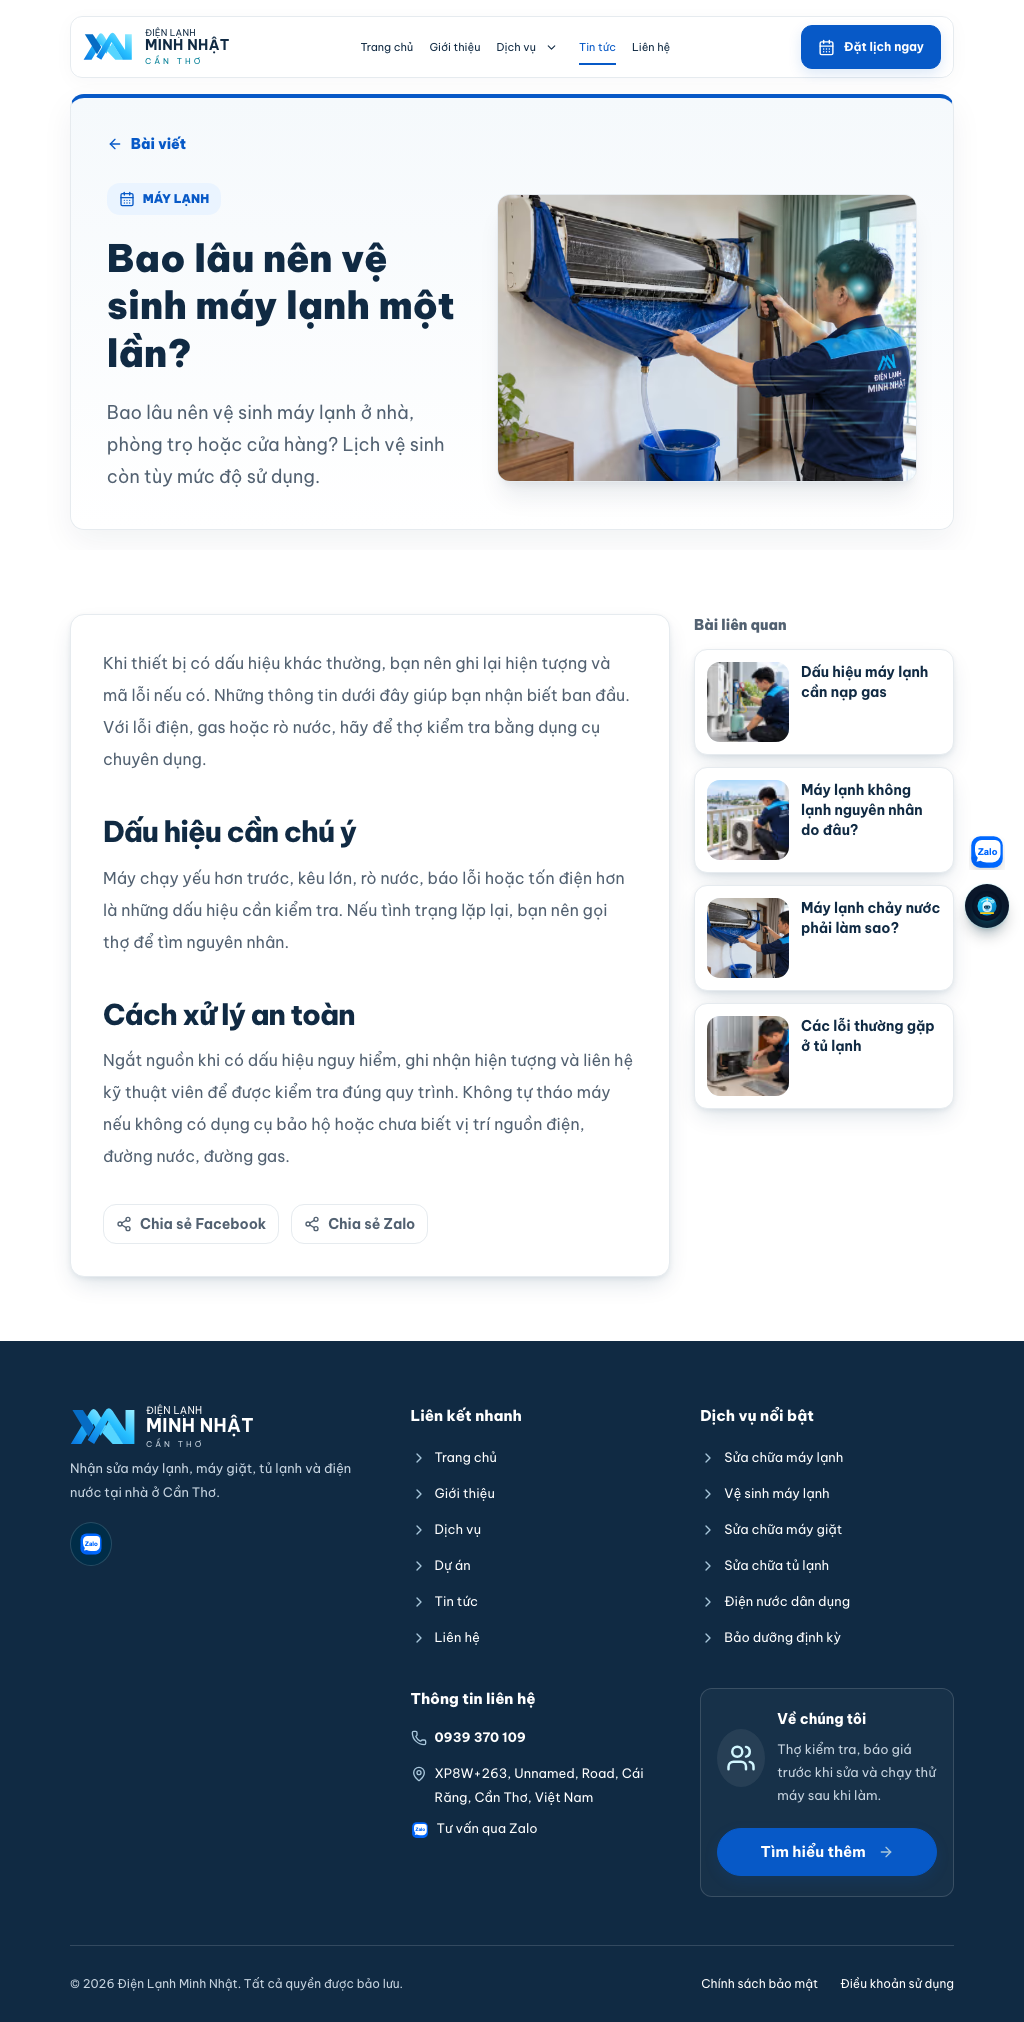 ĐIỆN LẠNH
MINH NHẬT
CẦN THƠ
Trang chủ
Giới thiệu
Dịch vụ
Tin tức
Liên hệ
Đặt lịch ngay
Bài viết
MÁY LẠNH
Bao lâu nên vệ
sinh máy lạnh một
lần?
Bao lâu nên vệ sinh máy lạnh ở nhà,
phòng trọ hoặc cửa hàng? Lịch vệ sinh
còn tùy mức độ sử dụng.
ĐIỆN LẠNH
MINH NHẬT
Khi thiết bị có dấu hiệu khác thường, bạn nên ghi lại hiện tượng và
mã lỗi nếu có. Những thông tin dưới đây giúp bạn nhận biết ban đầu.
Với lỗi điện, gas hoặc rò nước, hãy để thợ kiểm tra bằng dụng cụ
chuyên dụng.
Dấu hiệu cần chú ý
Máy chạy yếu hơn trước, kêu lớn, rò nước, báo lỗi hoặc tốn điện hơn
là những dấu hiệu cần kiểm tra. Nếu tình trạng lặp lại, bạn nên gọi
thợ để tìm nguyên nhân.
Cách xử lý an toàn
Ngắt nguồn khi có dấu hiệu nguy hiểm, ghi nhận hiện tượng và liên hệ
kỹ thuật viên để được kiểm tra đúng quy trình. Không tự tháo máy
nếu không có dụng cụ bảo hộ hoặc chưa biết vị trí nguồn điện,
đường nước, đường gas.
Chia sẻ Facebook
Chia sẻ Zalo
Bài liên quan
Dấu hiệu máy lạnh
cần nạp gas
Máy lạnh không
lạnh nguyên nhân
do đâu?
Máy lạnh chảy nước
phải làm sao?
Các lỗi thường gặp
ở tủ lạnh
Zalo
ĐIỆN LẠNH
MINH NHẬT
CẦN THƠ
Nhận sửa máy lạnh, máy giặt, tủ lạnh và điện
nước tại nhà ở Cần Thơ.
Zalo
Liên kết nhanh
Trang chủ
Giới thiệu
Dịch vụ
Dự án
Tin tức
Liên hệ
Dịch vụ nổi bật
Sửa chữa máy lạnh
Vệ sinh máy lạnh
Sửa chữa máy giặt
Sửa chữa tủ lạnh
Điện nước dân dụng
Bảo dưỡng định kỳ
Thông tin liên hệ
0939 370 109
XP8W+263, Unnamed, Road, Cái
Răng, Cần Thơ, Việt Nam
Zalo
Tư vấn qua Zalo
Về chúng tôi
Thợ kiểm tra, báo giá
trước khi sửa và chạy thử
máy sau khi làm.
Tìm hiểu thêm
© 2026 Điện Lạnh Minh Nhật. Tất cả quyền được bảo lưu.
Chính sách bảo mật
Điều khoản sử dụng